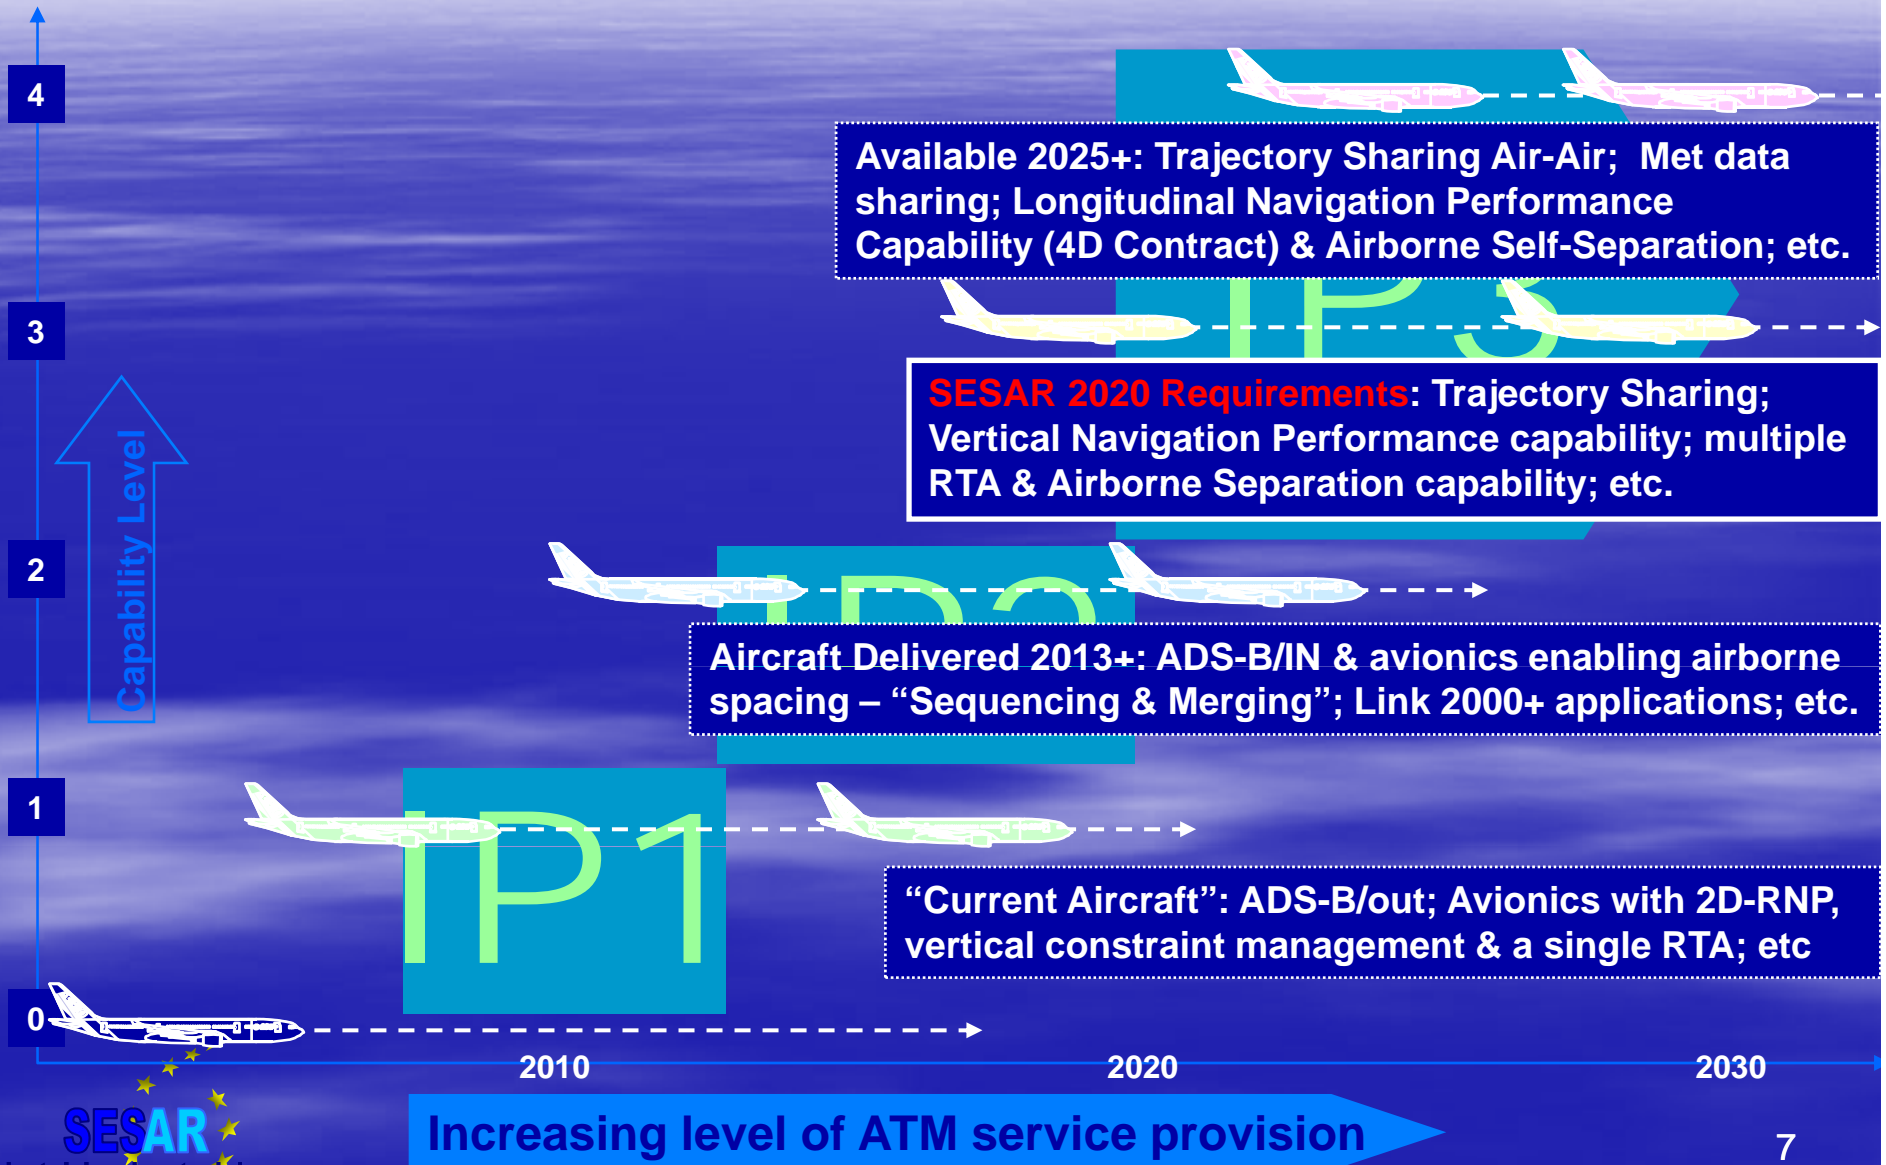 4
Available 2025+: Trajectory Sharing Air-Air;  Met data
sharing; Longitudinal Navigation Performance
Capability (4D Contract) & Airborne Self-Separation; etc.
IP3
3
SESAR 2020 Requirements: Trajectory Sharing;
Vertical Navigation Performance capability; multiple
RTA & Airborne Separation capability; etc.
Capability Level
2
IP2
Aircraft Delivered 2013+: ADS-B/IN & avionics enabling airborne
spacing – “Sequencing & Merging”; Link 2000+ applications; etc.
1
IP1
“Current Aircraft”: ADS-B/out; Avionics with 2D-RNP,
vertical constraint management & a single RTA; etc
0
2010
2020
2030
SESAR
Increasing level of ATM service provision
7